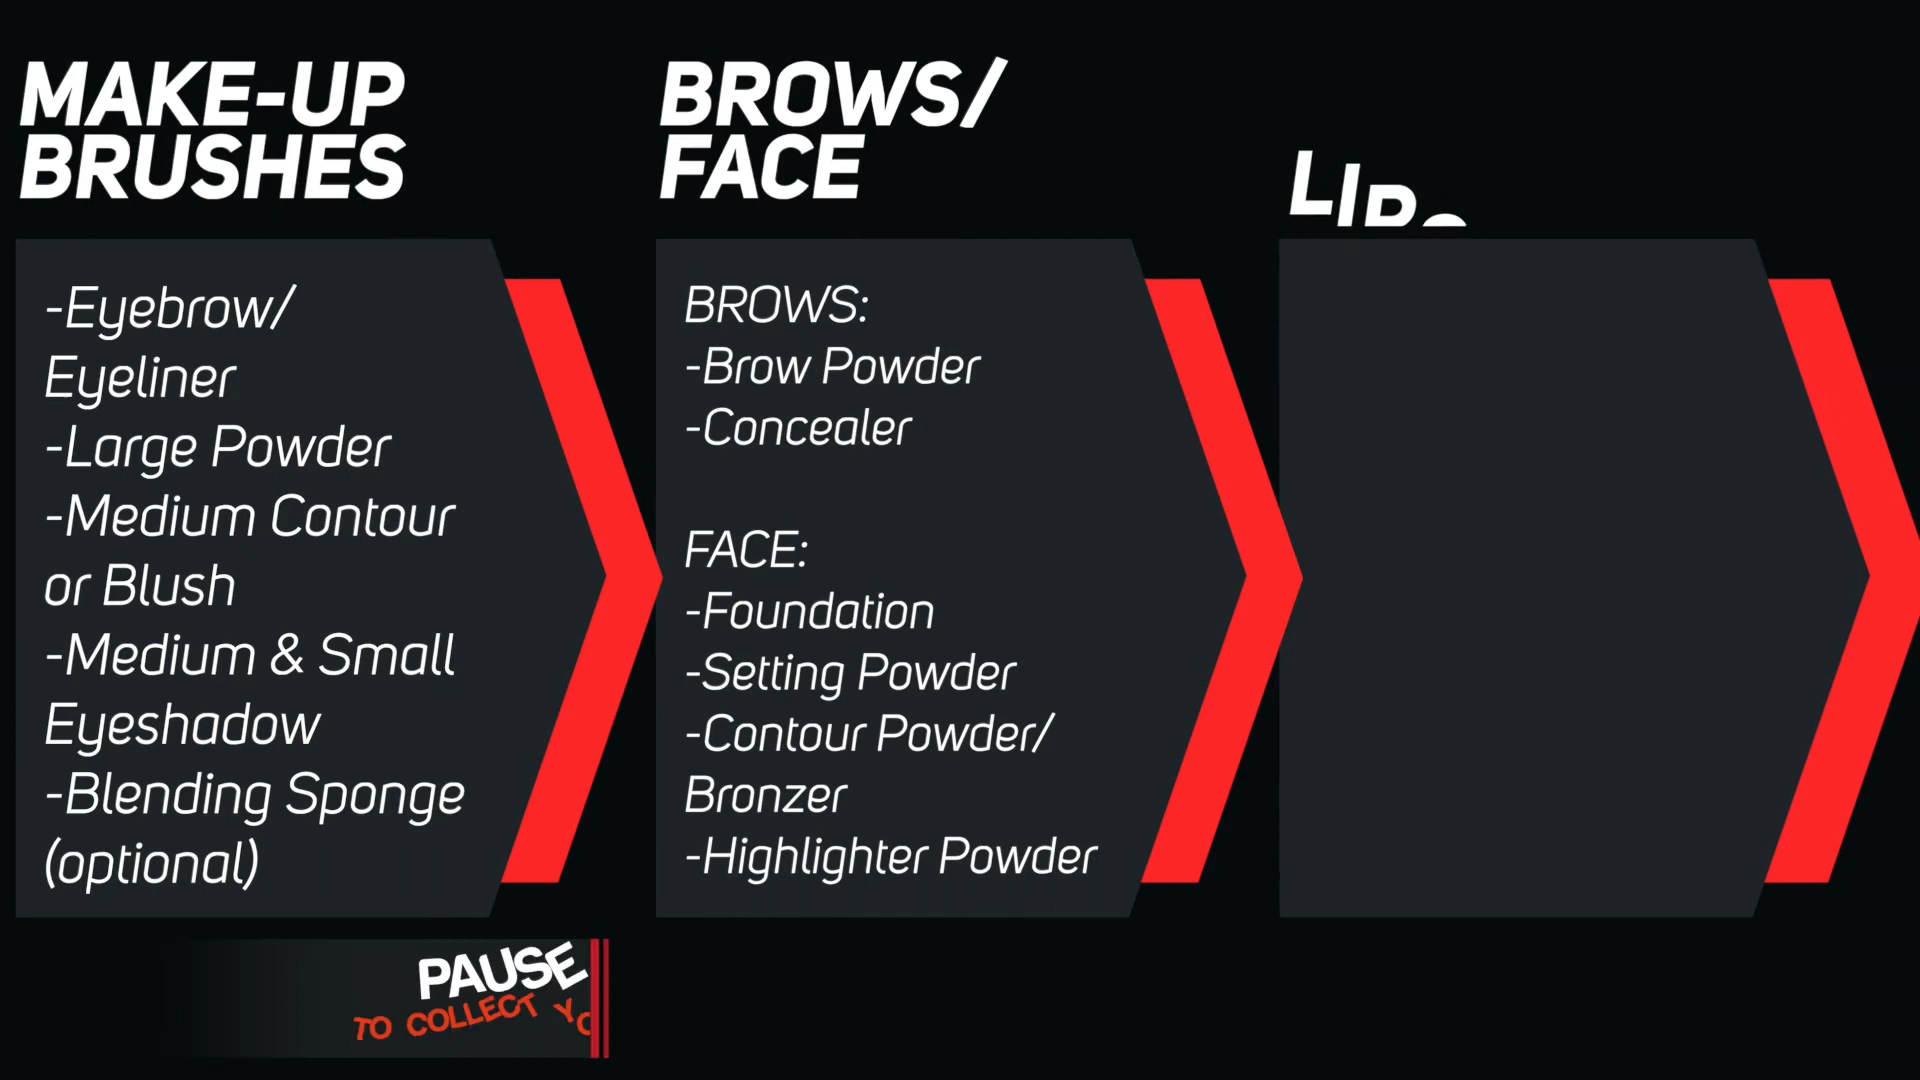 MAKE-UP
BRUSHES
-Eyebrow/
Eyeliner
-Large Powder
-Medium Contour
or Blush
-Medium & Small
Eyeshadow
-Blending Sponge
(optional)
BROWS/
FACE
BROWS:
-Brow Powder
-Concealer
FACE:
-Foundation
-Setting Powder
-Contour Powder/
Bronzer
-Highlighter Powder
PAUSE
TO COLLECT